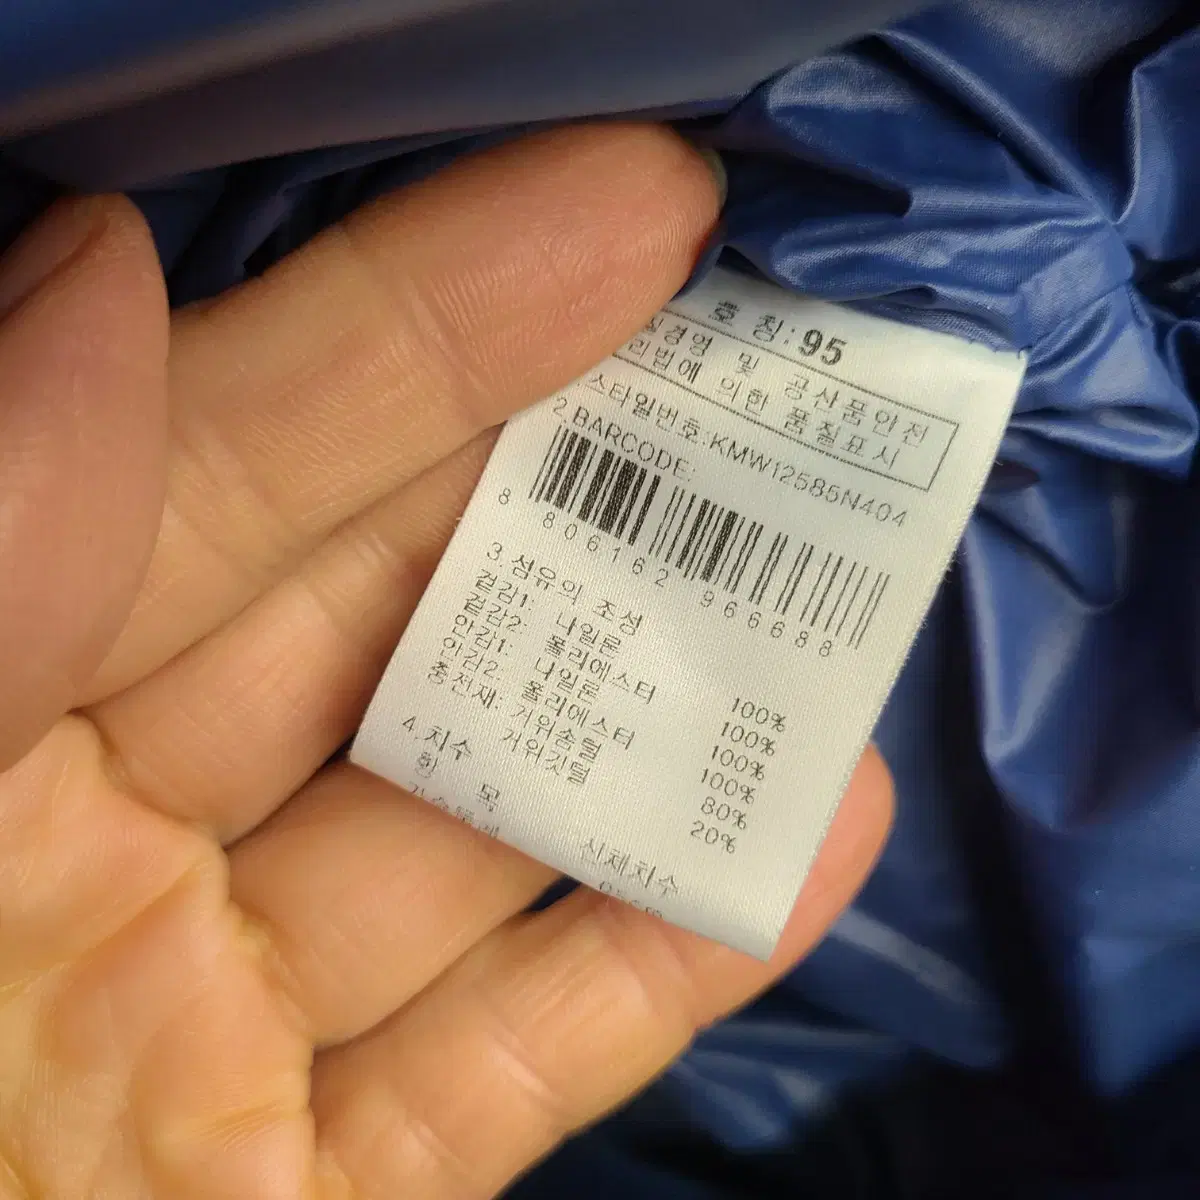 호 칭: 95
품질경영 및 공산품안전
관리법에 의한 품질표시
1.스타일번호:KMW12585N404
2.BARCODE:
8 806162 966688
3.섬유의 조성
겉감1: 나일론 100%
겉감2: 폴리에스터 100%
안감1: 나일론 100%
안감2: 폴리에스터 100%
충전재: 거위솜털 80%
거위깃털 20%
4.치수
항 목 신체치수